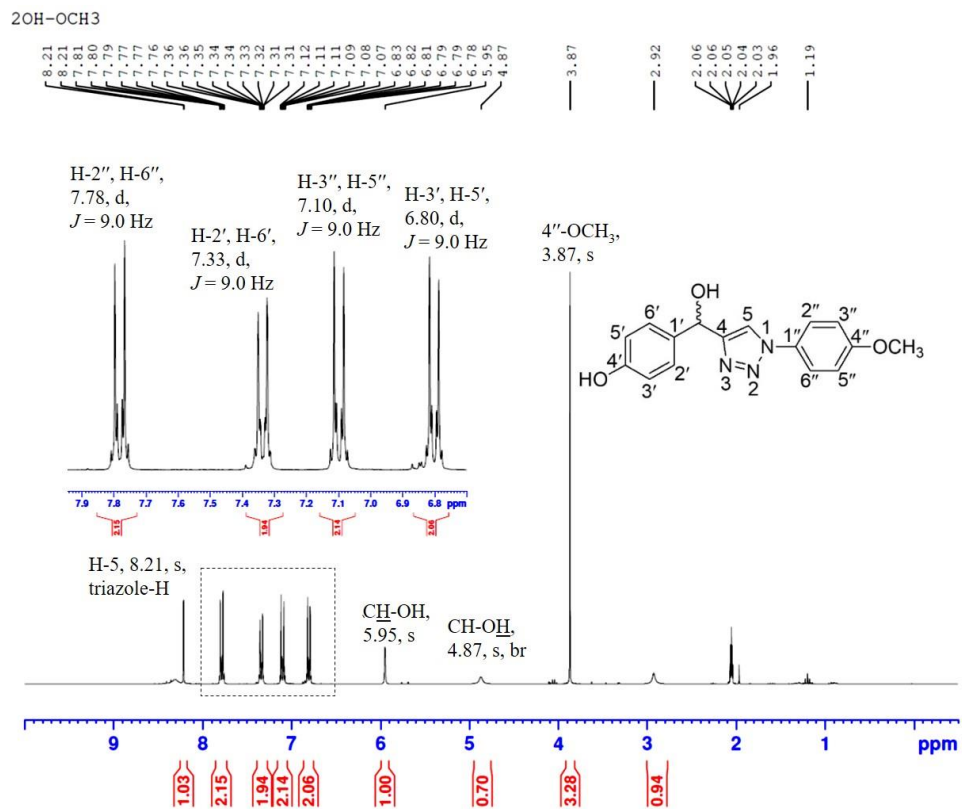 2OH-OCH3
8.21 8.21 7.81 7.80 7.79 7.77 7.77 7.76 7.36 7.36 7.35 7.34 7.34 7.33 7.32 7.31 7.31 7.12 7.11 7.11 7.09 7.08 7.07 6.83 6.82 6.81 6.79 6.79 6.78 5.95 4.87 3.87 2.92 2.06 2.06 2.05 2.04 2.03 1.96 1.19
H-2″, H-6″,
7.78, d,
J = 9.0 Hz
H-2′, H-6′,
7.33, d,
J = 9.0 Hz
H-3″, H-5″,
7.10, d,
J = 9.0 Hz
H-3′, H-5′,
6.80, d,
J = 9.0 Hz
4″-OCH3,
3.87, s
OH
6′ 4 5 1 2″ 3″
5′ 1′ 1″ 4″ OCH3
4′ N N
HO 3′ 2′ N 3 2 6″ 5″
7.9 7.8 7.7 7.6 7.5 7.4 7.3 7.2 7.1 7.0 6.9 6.8 ppm
2.15 1.94 2.14 2.06
H-5, 8.21, s,
triazole-H
CH-OH,
5.95, s
CH-OH,
4.87, s, br
9 8 7 6 5 4 3 2 1 ppm
1.03 2.15 1.94 2.14 2.06 1.00 0.70 3.28 0.94